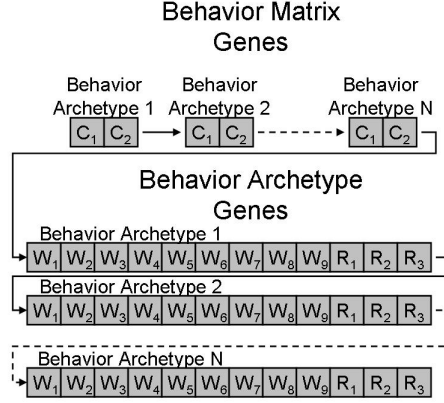 Behavior Matrix
Genes
Behavior Behavior Behavior
Archetype 1 Archetype 2 Archetype N
C₁ C₂ C₁ C₂ C₁ C₂
Behavior Archetype
Genes
Behavior Archetype 1
W₁ W₂ W₃ W₄ W₅ W₆ W₇ W₈ W₉ R₁ R₂ R₃
Behavior Archetype 2
W₁ W₂ W₃ W₄ W₅ W₆ W₇ W₈ W₉ R₁ R₂ R₃
Behavior Archetype N
W₁ W₂ W₃ W₄ W₅ W₆ W₇ W₈ W₉ R₁ R₂ R₃